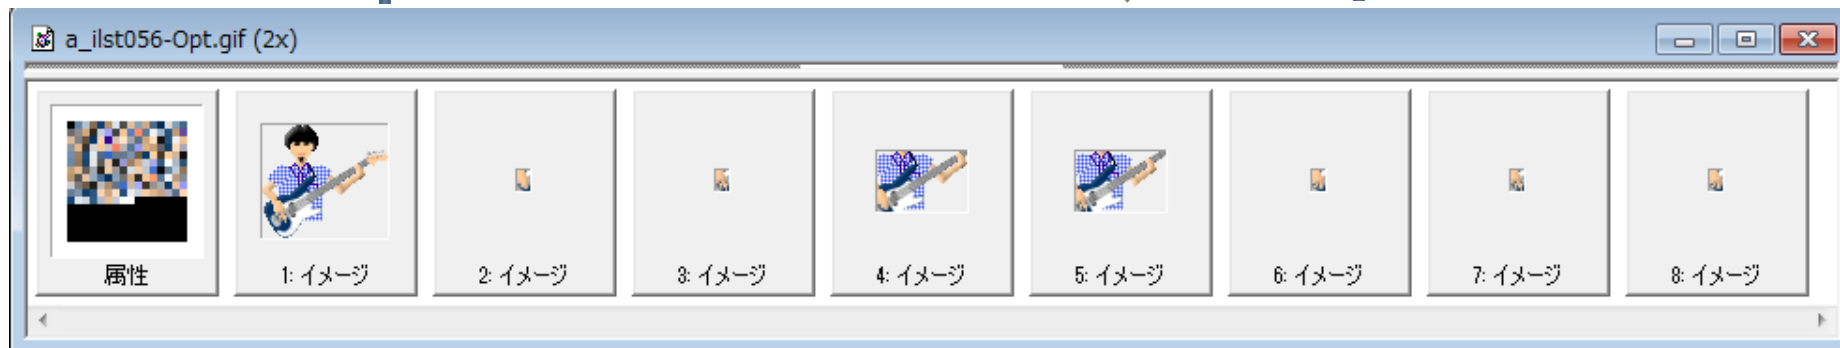 a_ilst056-Opt.gif (2x)
属性
1: イメージ
2: イメージ
3: イメージ
4: イメージ
5: イメージ
6: イメージ
7: イメージ
8: イメージ